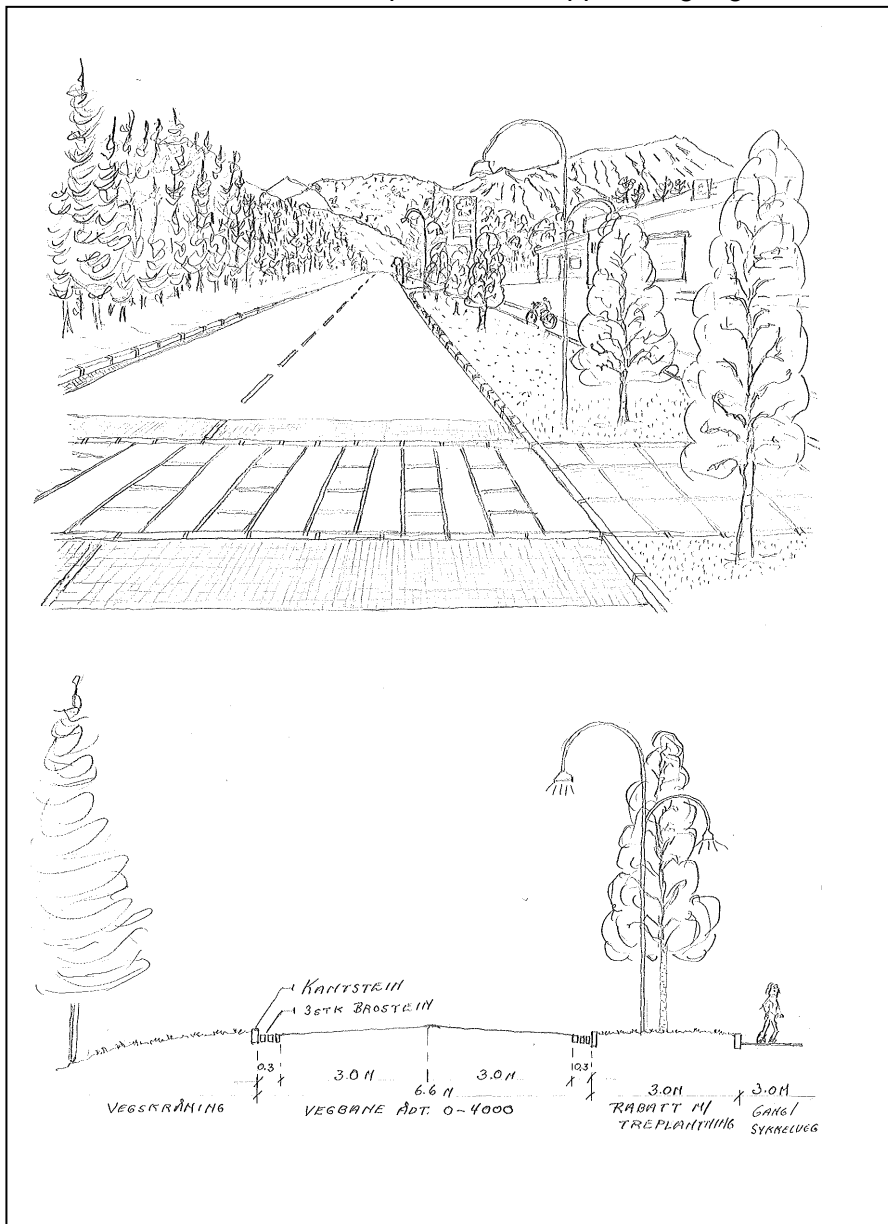 KANTSTEIN
3STK BROSTEIN
0.3
3.0 M
3.0 M
0.3
6.6 M
3.0M
3.0M
VEGSKRÅNING
VEGBANE ÅDT. 0-4000
RABATT M/
TREPLANTNING
GANG/
SYKKELVEG